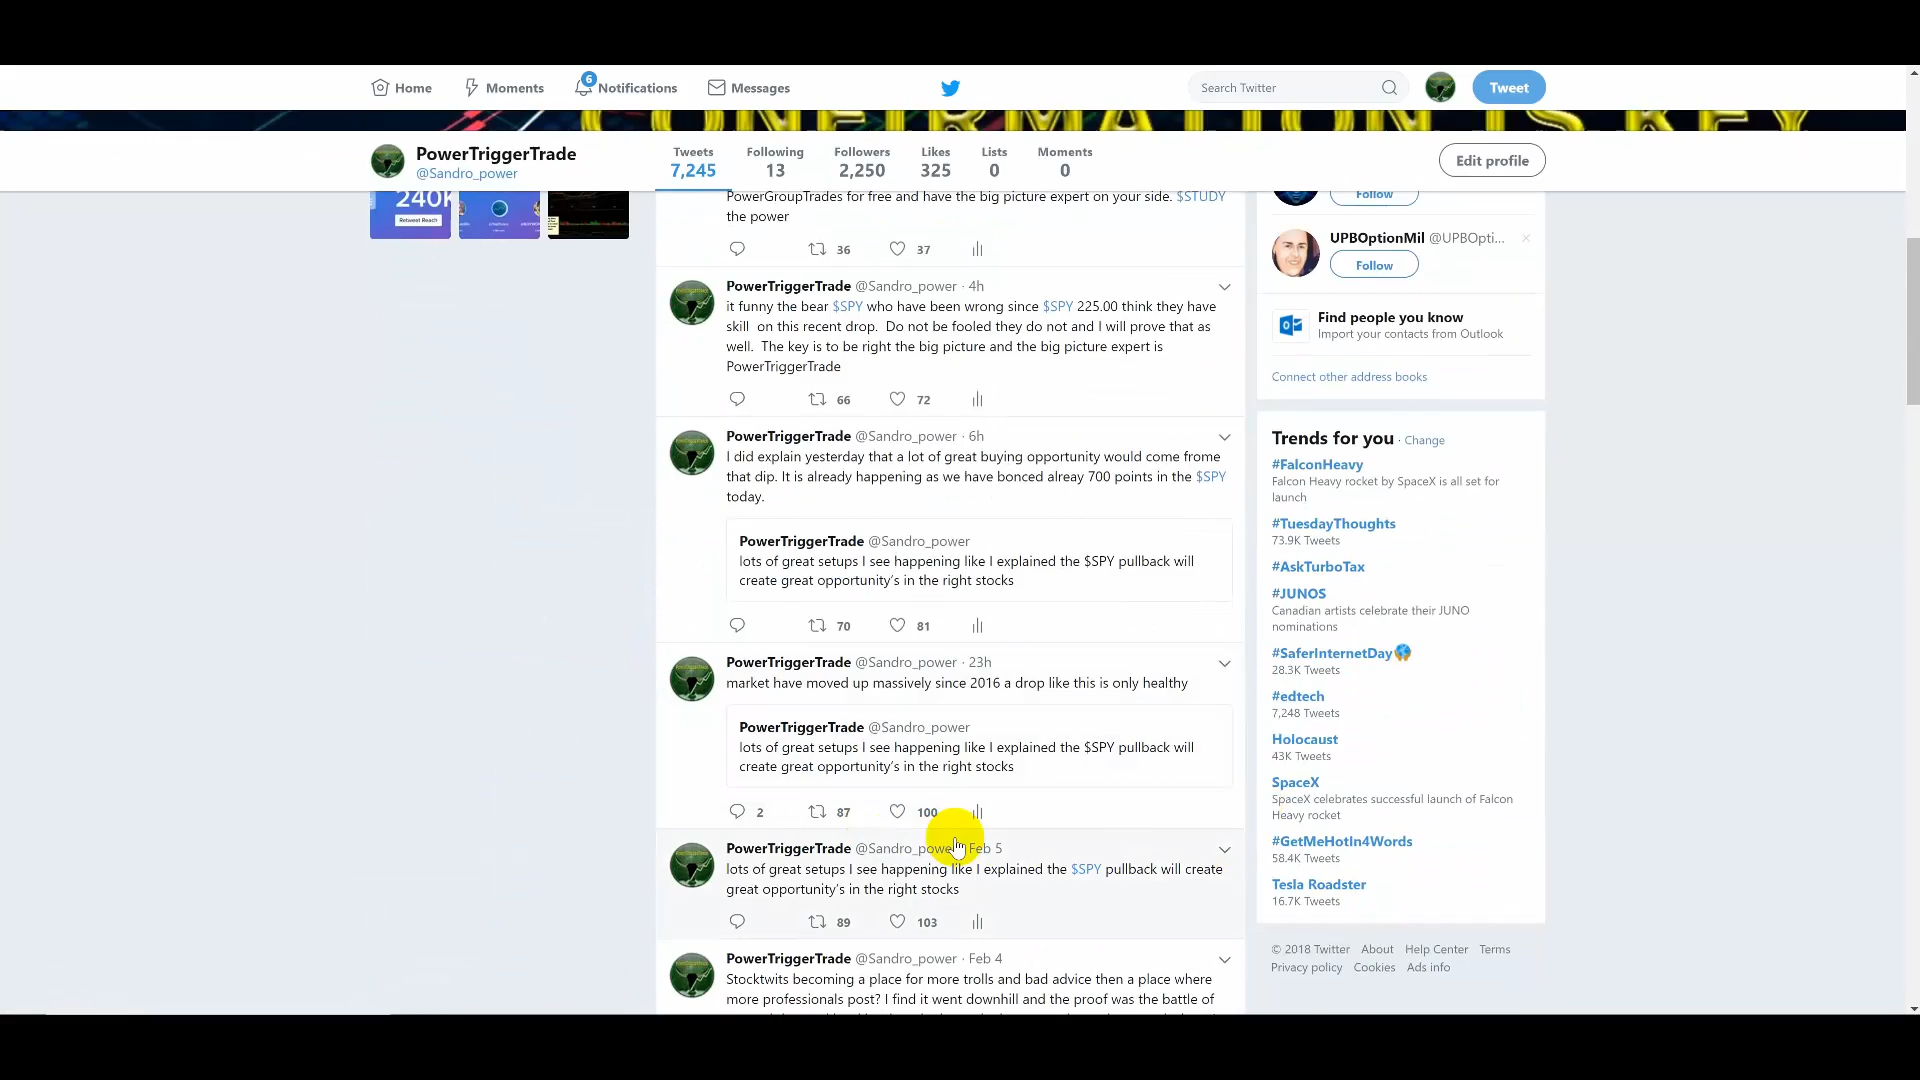 Home
Moments
6
Notifications
Messages
Search Twitter
Tweet
CONFIRMATION IS KEY
PowerTriggerTrade
@Sandro_power
Tweets
7,245
Following
13
Followers
2,250
Likes
325
Lists
0
Moments
0
Edit profile
240K
Retweet Reach
PowerGroupTrades for free and have the big picture expert on your side. $STUDY
the power
36
37
PowerTriggerTrade @Sandro_power · 4h
it funny the bear $SPY who have been wrong since $SPY 225.00 think they have
skill on this recent drop. Do not be fooled they do not and I will prove that as
well. The key is to be right the big picture and the big picture expert is
PowerTriggerTrade
66
72
PowerTriggerTrade @Sandro_power · 6h
I did explain yesterday that a lot of great buying opportunity would come frome
that dip. It is already happening as we have bonced alreay 700 points in the $SPY
today.
PowerTriggerTrade @Sandro_power
lots of great setups I see happening like I explained the $SPY pullback will
create great opportunity's in the right stocks
70
81
PowerTriggerTrade @Sandro_power · 23h
market have moved up massively since 2016 a drop like this is only healthy
PowerTriggerTrade @Sandro_power
lots of great setups I see happening like I explained the $SPY pullback will
create great opportunity's in the right stocks
2
87
100
PowerTriggerTrade @Sandro_power Feb 5
lots of great setups I see happening like I explained the $SPY pullback will create
great opportunity's in the right stocks
89
103
PowerTriggerTrade @Sandro_power · Feb 4
Stocktwits becoming a place for more trolls and bad advice then a place where
more professionals post? I find it went downhill and the proof was the battle of
Follow
UPBOptionMil @UPBOpti...
Follow
Find people you know
Import your contacts from Outlook
Connect other address books
Trends for you · Change
#FalconHeavy
Falcon Heavy rocket by SpaceX is all set for
launch
#TuesdayThoughts
73.9K Tweets
#AskTurboTax
#JUNOS
Canadian artists celebrate their JUNO
nominations
#SaferInternetDay
28.3K Tweets
#edtech
7,248 Tweets
Holocaust
43K Tweets
SpaceX
SpaceX celebrates successful launch of Falcon
Heavy rocket
#GetMeHotIn4Words
58.4K Tweets
Tesla Roadster
16.7K Tweets
© 2018 Twitter About Help Center Terms
Privacy policy Cookies Ads info